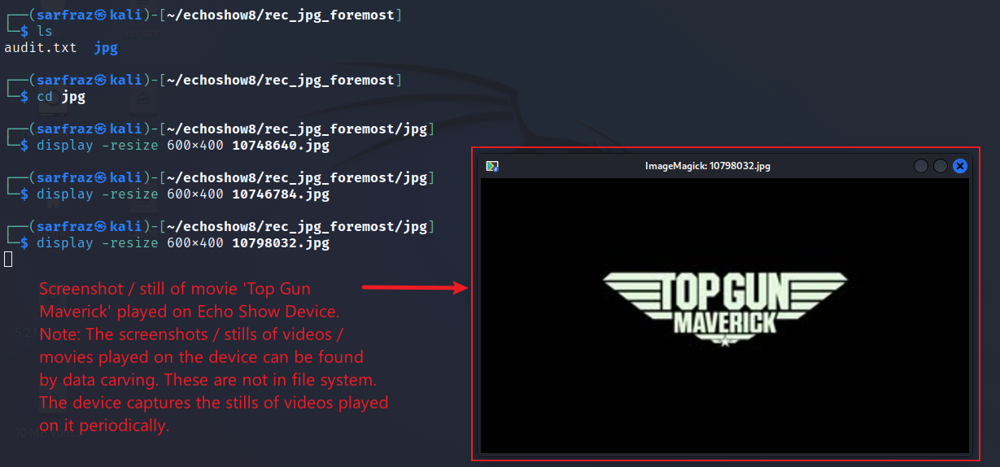 ┌──(sarfraz㉿kali)-[~/echoshow8/rec_jpg_foremost]
└─$ ls
audit.txt  jpg
┌──(sarfraz㉿kali)-[~/echoshow8/rec_jpg_foremost]
└─$ cd jpg
┌──(sarfraz㉿kali)-[~/echoshow8/rec_jpg_foremost/jpg]
└─$ display -resize 600×400 10748640.jpg
┌──(sarfraz㉿kali)-[~/echoshow8/rec_jpg_foremost/jpg]
└─$ display -resize 600×400 10746784.jpg
┌──(sarfraz㉿kali)-[~/echoshow8/rec_jpg_foremost/jpg]
└─$ display -resize 600×400 10798032.jpg
Screenshot / still of movie 'Top Gun
Maverick' played on Echo Show Device.
Note: The screenshots / stills of videos /
movies played on the device can be found
by data carving. These are not in file system.
The device captures the stills of videos played
on it periodically.
ImageMagick: 10798032.jpg
TOP GUN
MAVERICK